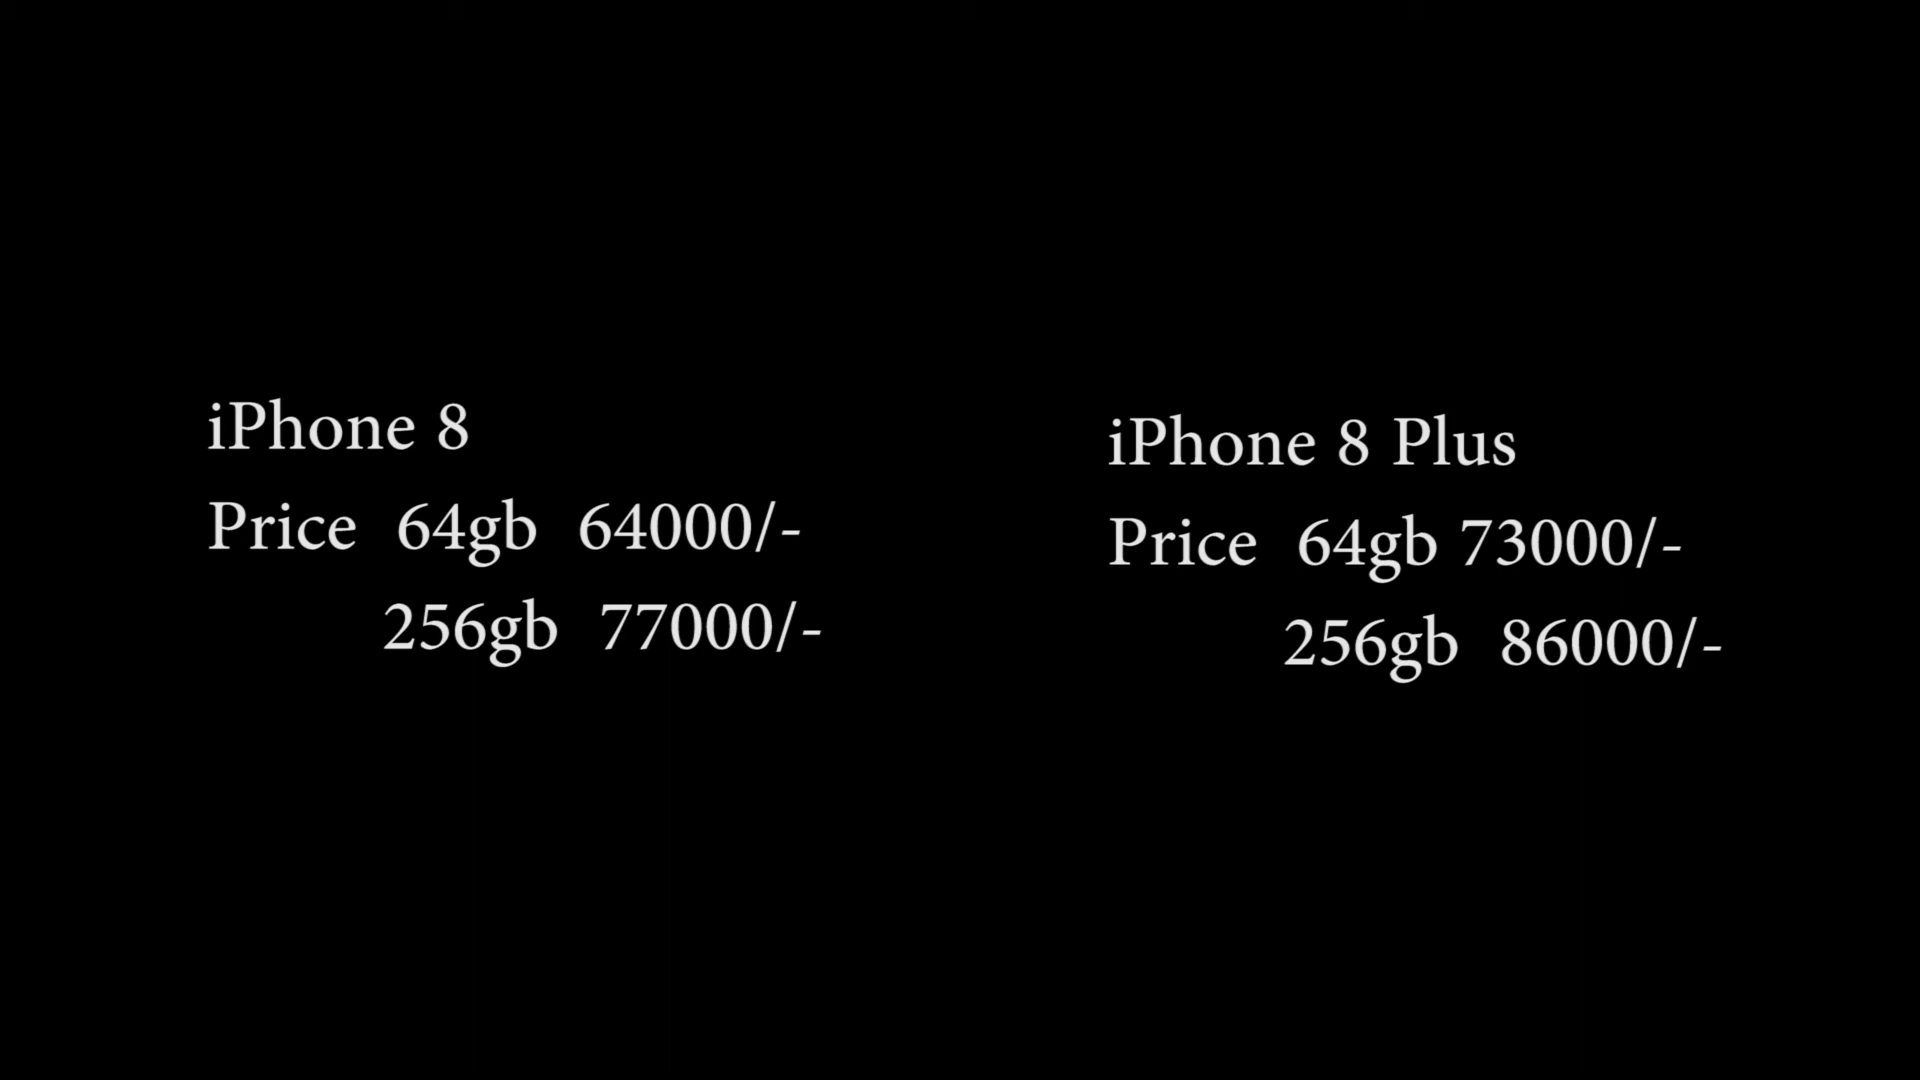 iPhone 8
Price 64gb 64000/-
256gb 77000/-
iPhone 8 Plus
Price 64gb 73000/-
256gb 86000/-